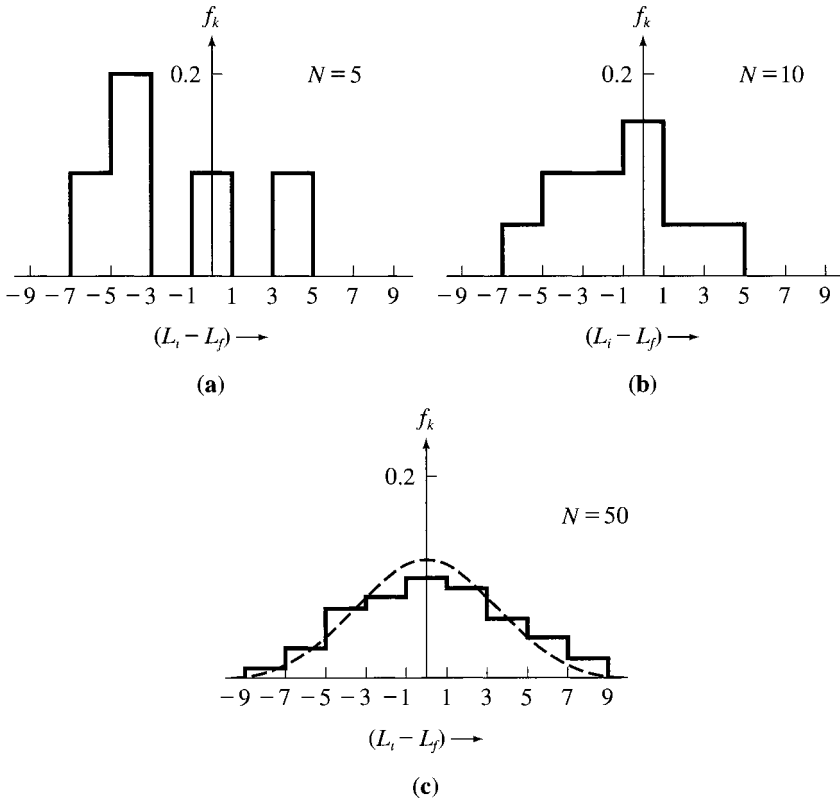 f_k
0.2
N = 5
−9 −7 −5 −3 −1 1 3 5 7 9
(L_ι − L_f) →
(a)
f_k
0.2
N = 10
−9 −7 −5 −3 −1 1 3 5 7 9
(L_i − L_f) →
(b)
f_k
0.2
N = 50
−9 −7 −5 −3 −1 1 3 5 7 9
(L_ι − L_f) →
(c)